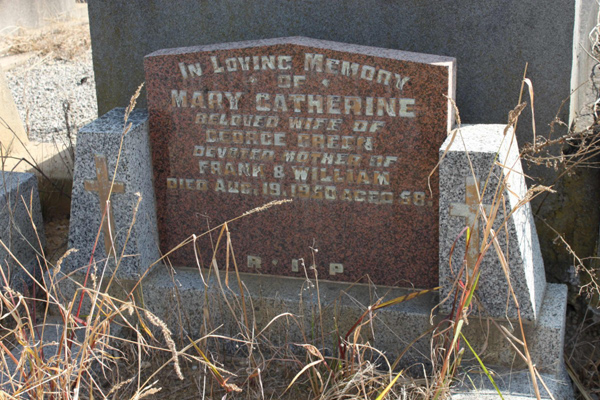 IN LOVING MEMORY
OF
MARY CATHERINE
BELOVED WIFE OF
GEORGE GREEN
DEVOTED MOTHER OF
FRANK & WILLIAM
DIED AUG. 19, AGED 58.
R · I · P